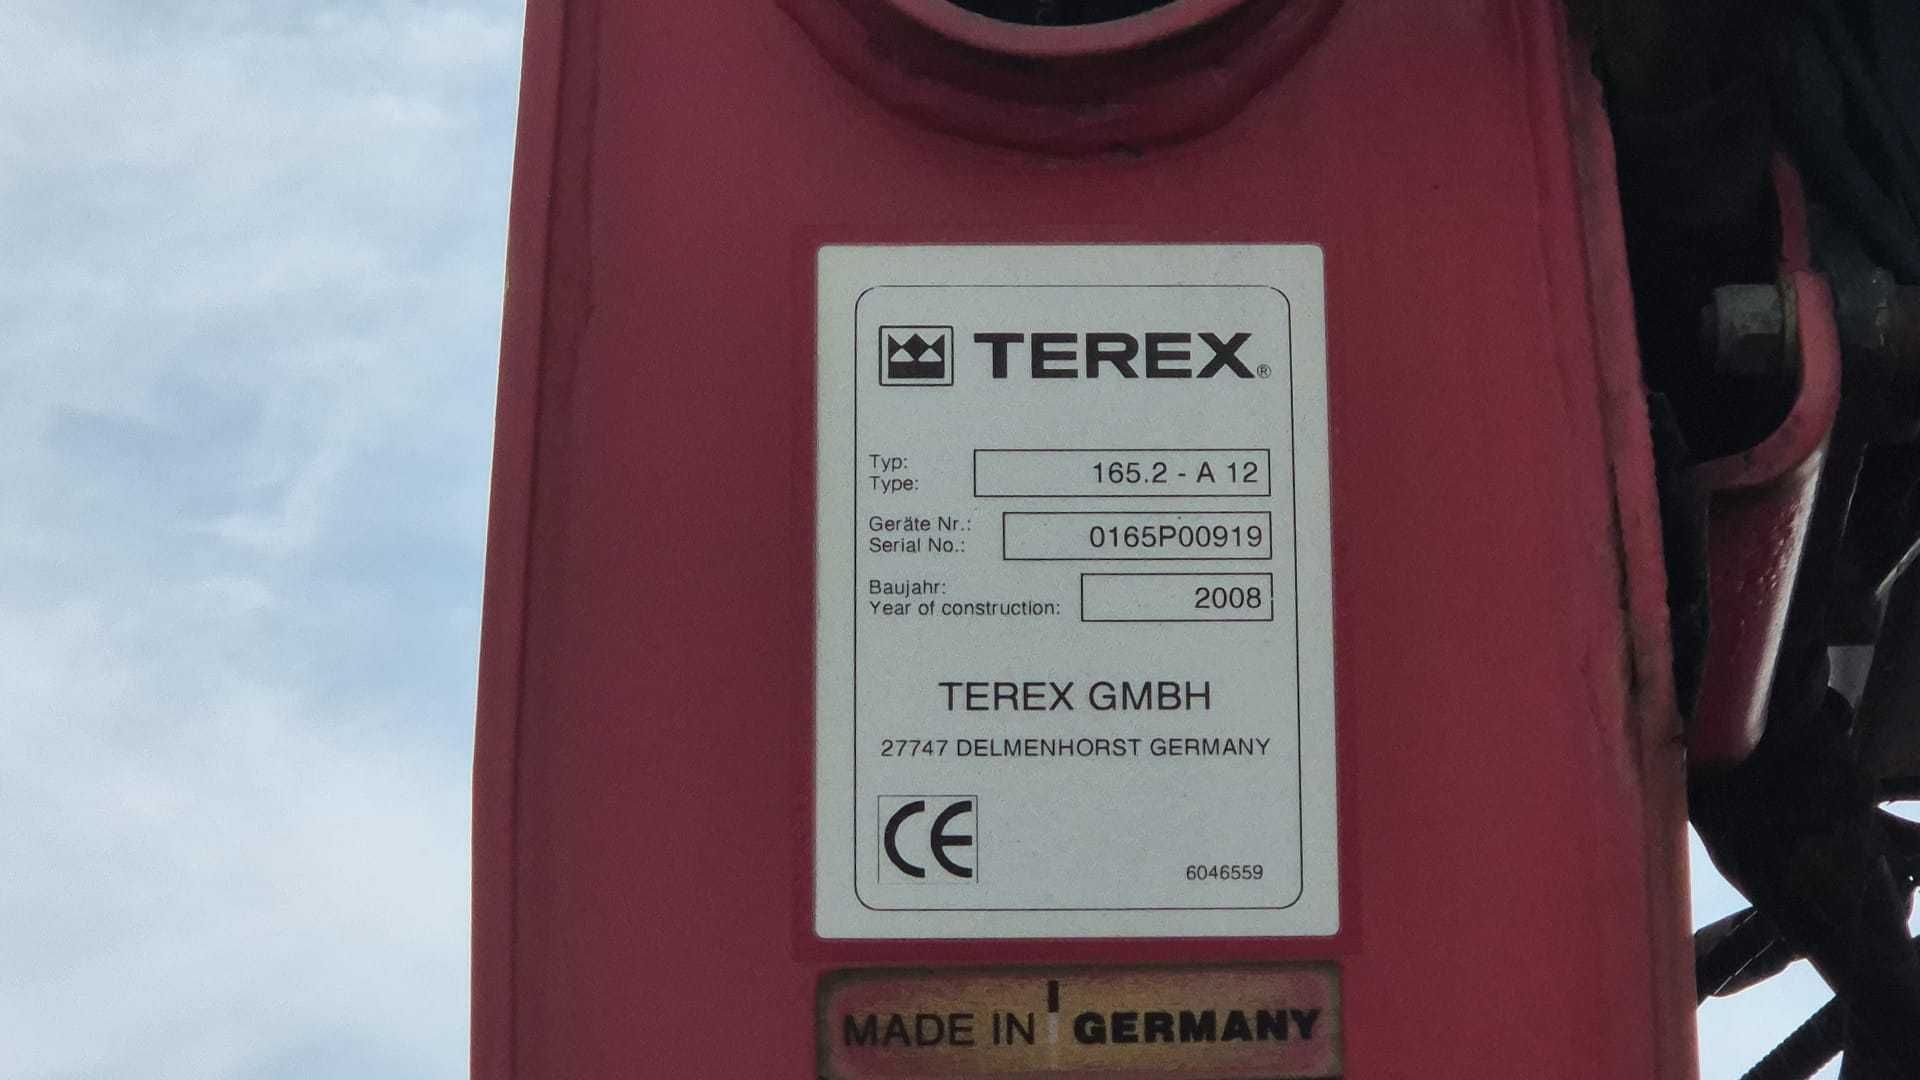 TEREX®
Typ:
Type:
165.2 - A 12
Geräte Nr.:
Serial No.:
0165P00919
Baujahr:
Year of construction:
2008
TEREX GMBH
27747 DELMENHORST GERMANY
CE
6046559
MADE IN GERMANY